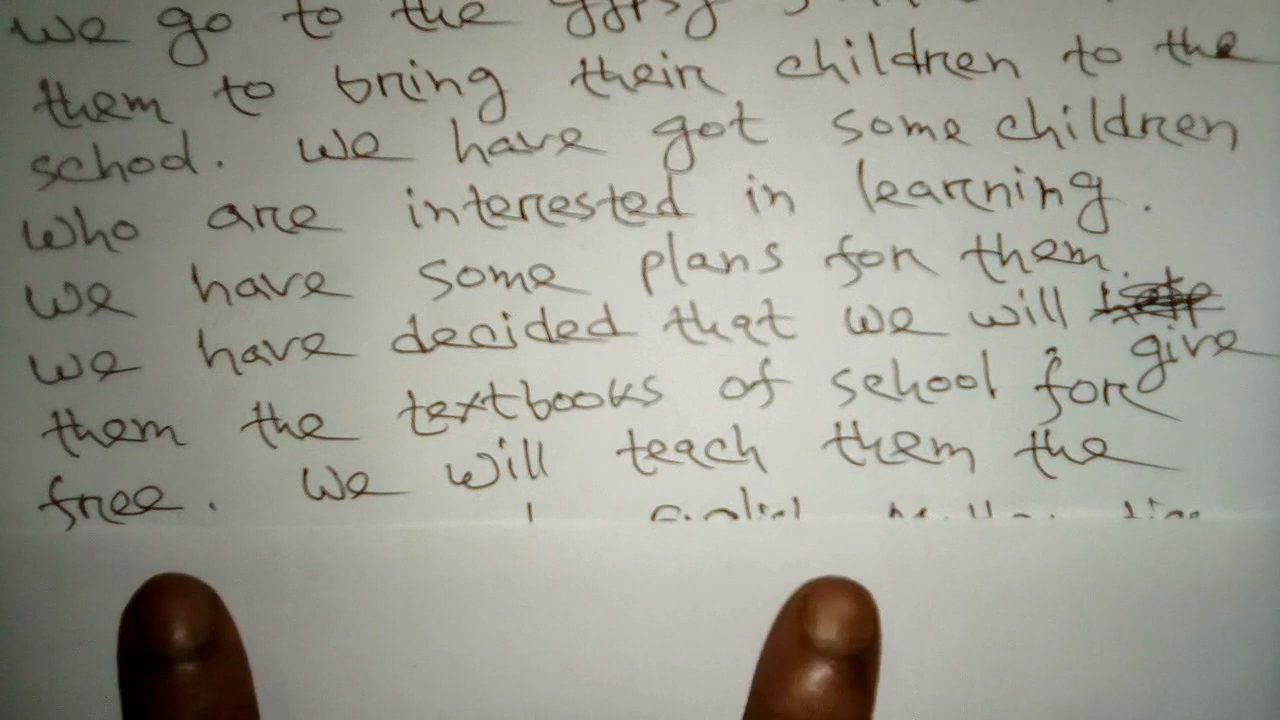 we go to the gypsy
them to bring their children to the
school. We have got some children
who are interested in learning.
We have some plans for them.
We have decided that we will
give
them the textbooks of school for
free. We will teach them the